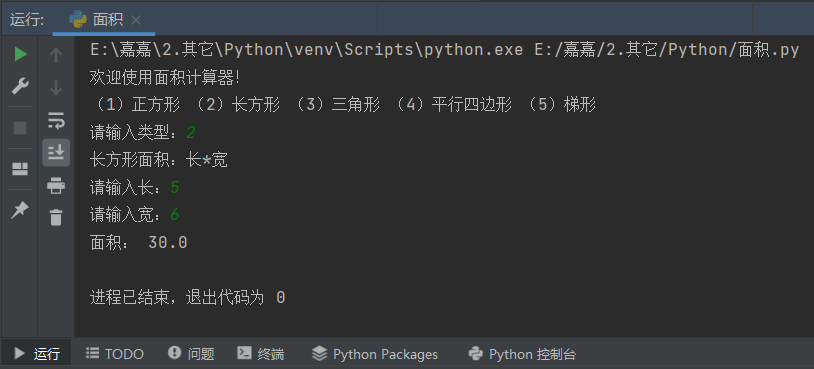 运行: 面积
E:\嘉嘉\2.其它\Python\venv\Scripts\python.exe E:/嘉嘉/2.其它/Python/面积.py
欢迎使用面积计算器!
（1）正方形 （2）长方形 （3）三角形 （4）平行四边形 （5）梯形
请输入类型：2
长方形面积：长*宽
请输入长：5
请输入宽：6
面积： 30.0
进程已结束，退出代码为 0
运行 TODO 问题 终端 Python Packages Python 控制台